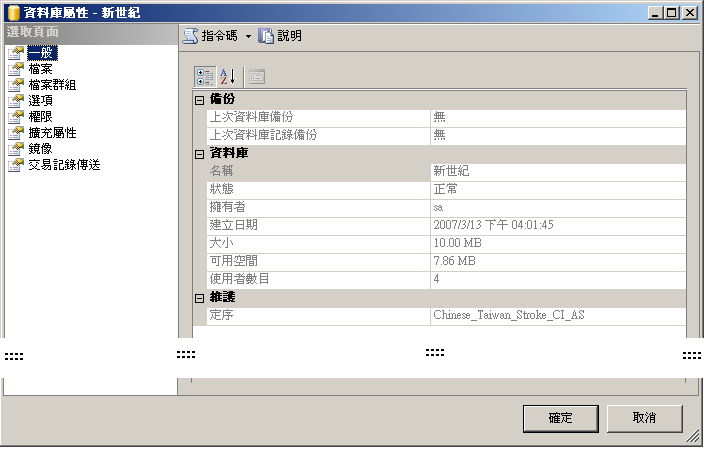 資料庫屬性 - 新世紀
選取頁面
一般
檔案
檔案群組
選項
權限
擴充屬性
鏡像
交易記錄傳送
指令碼 說明
備份
上次資料庫備份 無
上次資料庫記錄備份 無
資料庫
名稱 新世紀
狀態 正常
擁有者 sa
建立日期 2007/3/13 下午 04:01:45
大小 10.00 MB
可用空間 7.86 MB
使用者數目 4
維護
定序 Chinese_Taiwan_Stroke_CI_AS
確定 取消